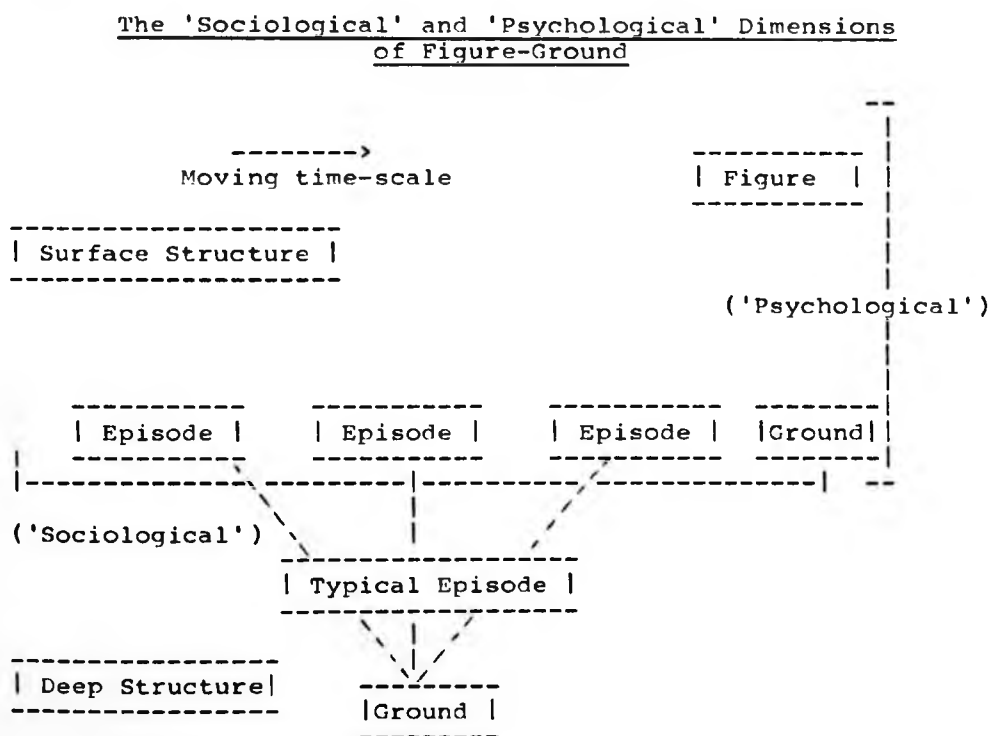 The 'Sociological' and 'Psychological' Dimensions
of Figure-Ground
Moving time-scale
Figure
Surface Structure
('Psychological')
Episode Episode Episode Ground
('Sociological')
Typical Episode
Deep Structure
Ground